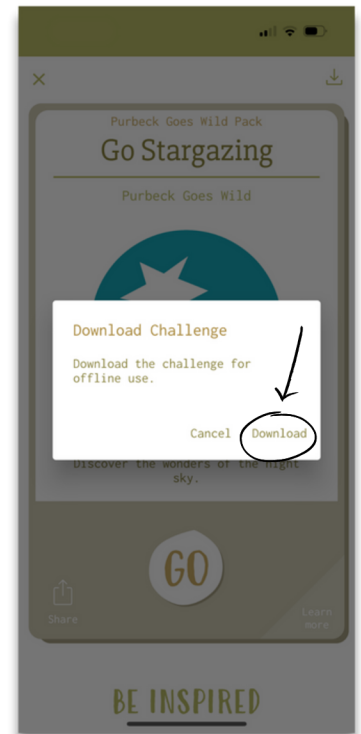 Purbeck Goes Wild Pack
Go Stargazing
Purbeck Goes Wild
Download Challenge
Download the challenge for
offline use.
Cancel
Download
Discover the wonders of the night
sky.
GO
Share
Learn
more
BE INSPIRED